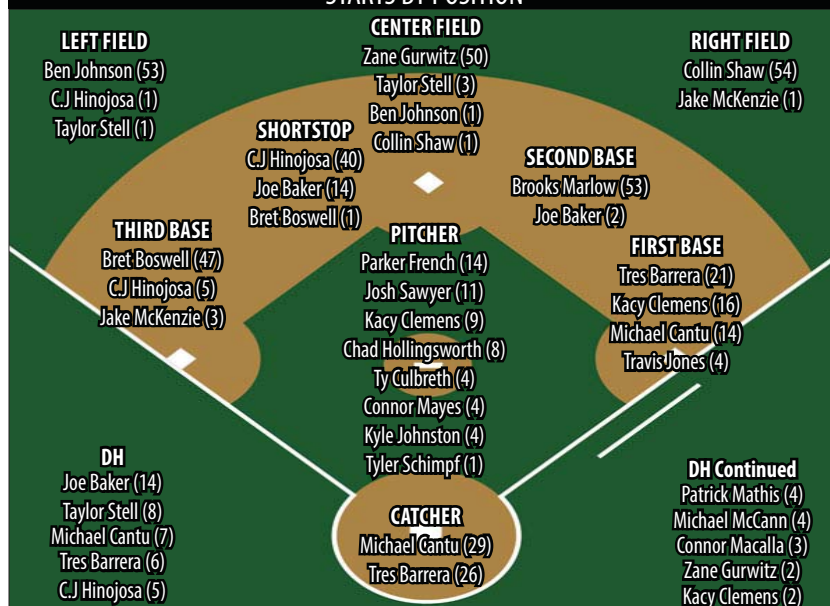 STARTS BY POSITION
LEFT FIELD
Ben Johnson (53)
C.J Hinojosa (1)
Taylor Stell (1)
CENTER FIELD
Zane Gurwitz (50)
Taylor Stell (3)
Ben Johnson (1)
Collin Shaw (1)
RIGHT FIELD
Collin Shaw (54)
Jake McKenzie (1)
SHORTSTOP
C.J Hinojosa (40)
Joe Baker (14)
Bret Boswell (1)
SECOND BASE
Brooks Marlow (53)
Joe Baker (2)
THIRD BASE
Bret Boswell (47)
C.J Hinojosa (5)
Jake McKenzie (3)
PITCHER
Parker French (14)
Josh Sawyer (11)
Kacy Clemens (9)
Chad Hollingsworth (8)
Ty Culbreth (4)
Connor Mayes (4)
Kyle Johnston (4)
Tyler Schimpf (1)
FIRST BASE
Tres Barrera (21)
Kacy Clemens (16)
Michael Cantu (14)
Travis Jones (4)
DH
Joe Baker (14)
Taylor Stell (8)
Michael Cantu (7)
Tres Barrera (6)
C.J Hinojosa (5)
CATCHER
Michael Cantu (29)
Tres Barrera (26)
DH Continued
Patrick Mathis (4)
Michael McCann (4)
Connor Macalla (3)
Zane Gurwitz (2)
Kacy Clemens (2)